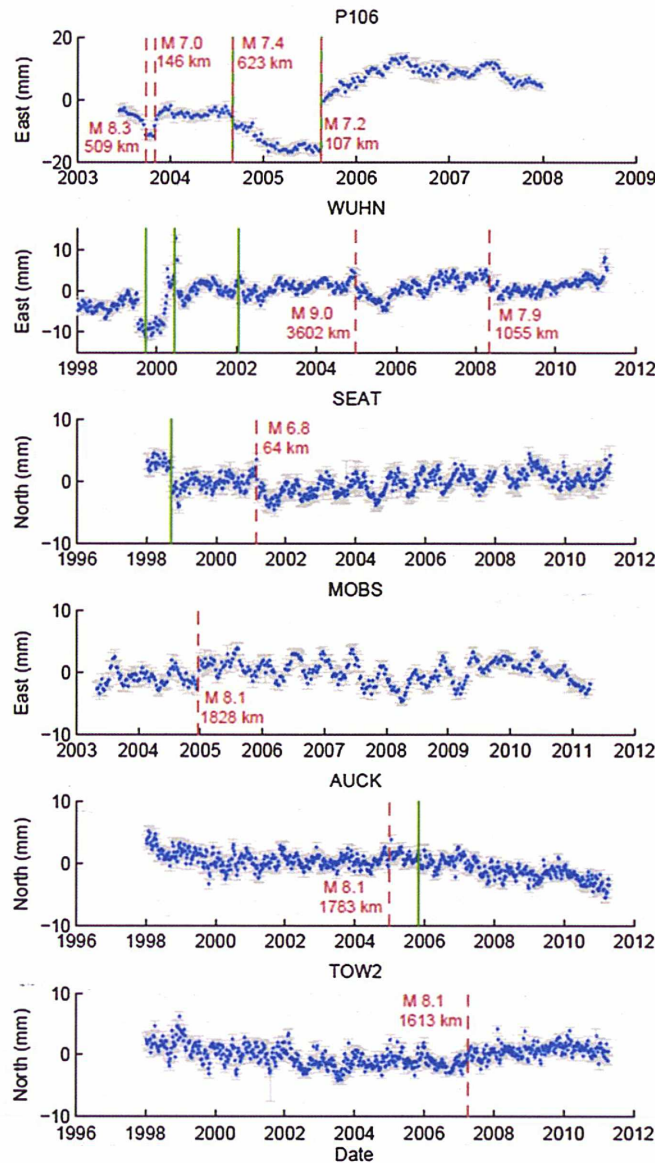 P106
20
0
−20
East (mm)
M 8.3
509 km
M 7.0
146 km
M 7.4
623 km
M 7.2
107 km
2003 2004 2005 2006 2007 2008 2009
WUHN
10
0
−10
East (mm)
M 9.0
3602 km
M 7.9
1055 km
1998 2000 2002 2004 2006 2008 2010 2012
SEAT
10
0
−10
North (mm)
M 6.8
64 km
1996 1998 2000 2002 2004 2006 2008 2010 2012
MOBS
10
0
−10
East (mm)
M 8.1
1828 km
2003 2004 2005 2006 2007 2008 2009 2010 2011 2012
AUCK
10
0
−10
North (mm)
M 8.1
1783 km
1996 1998 2000 2002 2004 2006 2008 2010 2012
TOW2
10
0
−10
North (mm)
M 8.1
1613 km
1996 1998 2000 2002 2004 2006 2008 2010 2012
Date